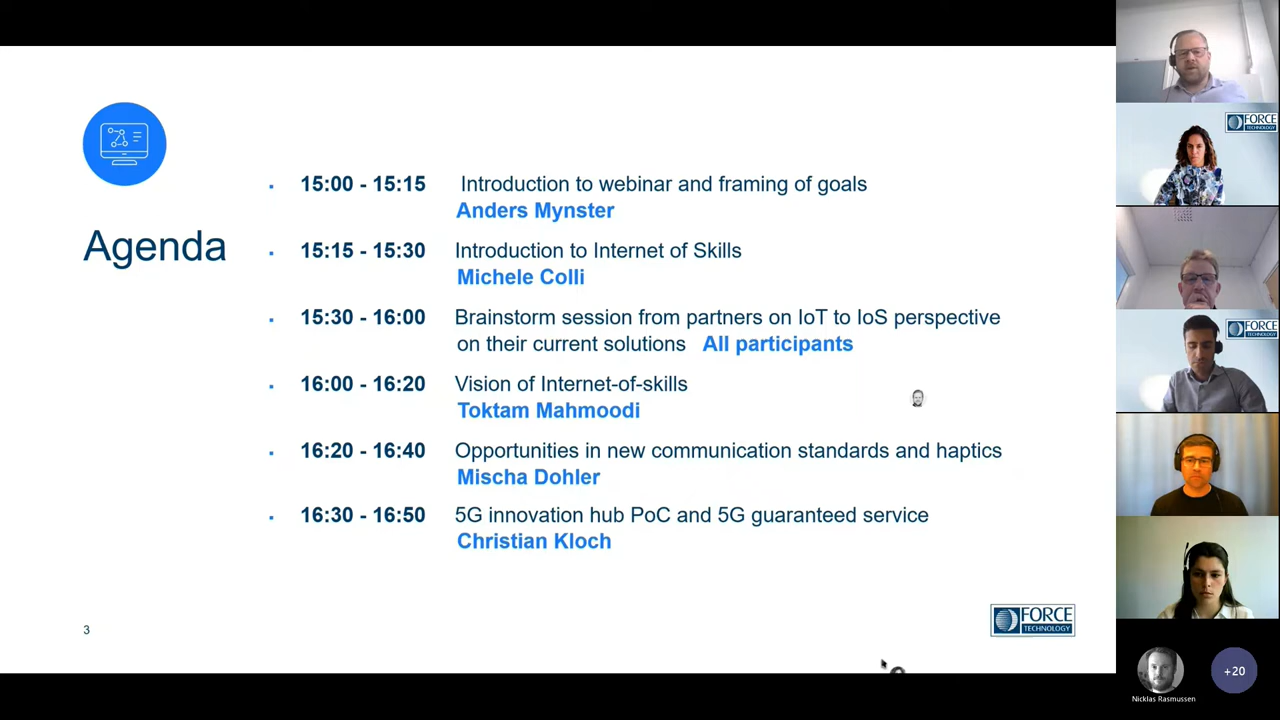 Agenda
15:00 - 15:15 Introduction to webinar and framing of goals
Anders Mynster
15:15 - 15:30 Introduction to Internet of Skills
Michele Colli
15:30 - 16:00 Brainstorm session from partners on IoT to IoS perspective
on their current solutions All participants
16:00 - 16:20 Vision of Internet-of-skills
Toktam Mahmoodi
16:20 - 16:40 Opportunities in new communication standards and haptics
Mischa Dohler
16:30 - 16:50 5G innovation hub PoC and 5G guaranteed service
Christian Kloch
3
FORCE
TECHNOLOGY
FORCE
TECHNOLOGY
FORCE
TECHNOLOGY
+20
Nicklas Rasmussen